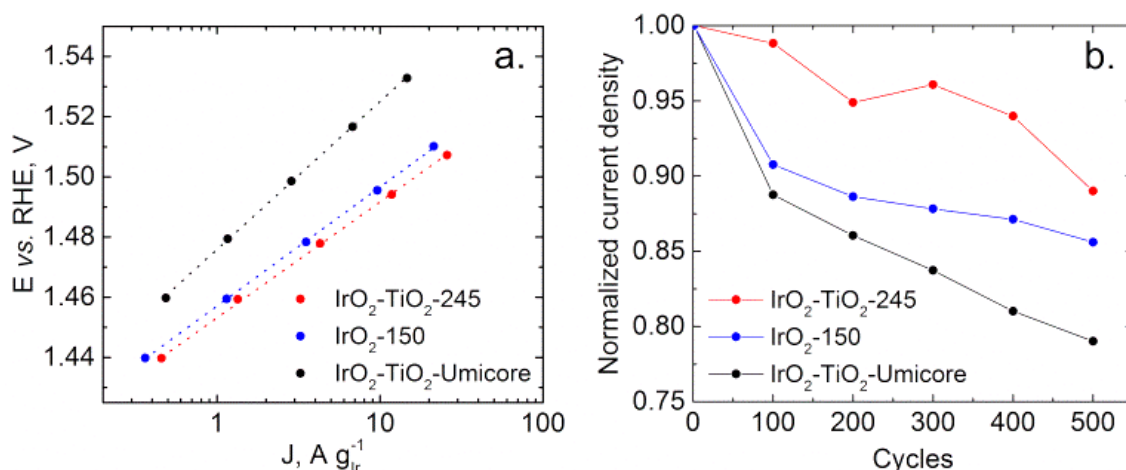 a.
1.54
1.52
1.50
1.48
1.46
1.44
E vs. RHE, V
IrO₂-TiO₂-245
IrO₂-150
IrO₂-TiO₂-Umicore
1 10 100
J, A g⁻¹Ir
b.
1.00
0.95
0.90
0.85
0.80
0.75
Normalized current density
IrO₂-TiO₂-245
IrO₂-150
IrO₂-TiO₂-Umicore
0 100 200 300 400 500
Cycles